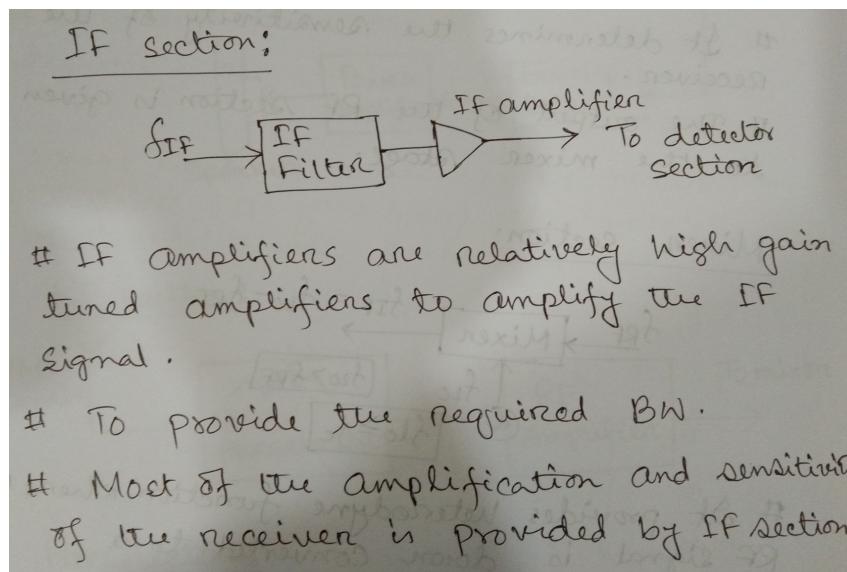 IF section:
IF amplifier
fIF
IF
Filter
To detector
section
# IF amplifiers are relatively high gain
tuned amplifiers to amplify the IF
signal.
# To provide the required BW.
# Most of the amplification and sensitivi
of the receiver is provided by IF section